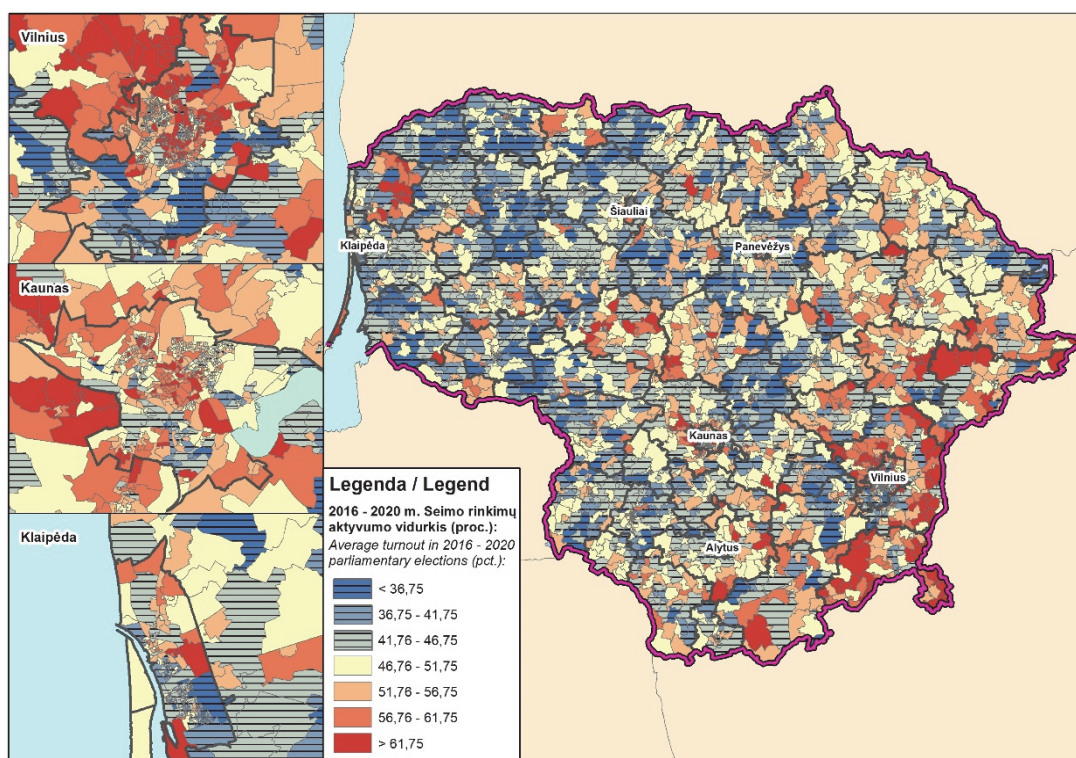 Vilnius
Kaunas
Klaipėda
Klaipėda
Šiauliai
Panevėžys
Kaunas
Vilnius
Alytus
Legenda / Legend
2016 - 2020 m. Seimo rinkimų
aktyvumo vidurkis (proc.):
Average turnout in 2016 - 2020
parliamentary elections (pct.):
< 36,75
36,75 - 41,75
41,76 - 46,75
46,76 - 51,75
51,76 - 56,75
56,76 - 61,75
> 61,75